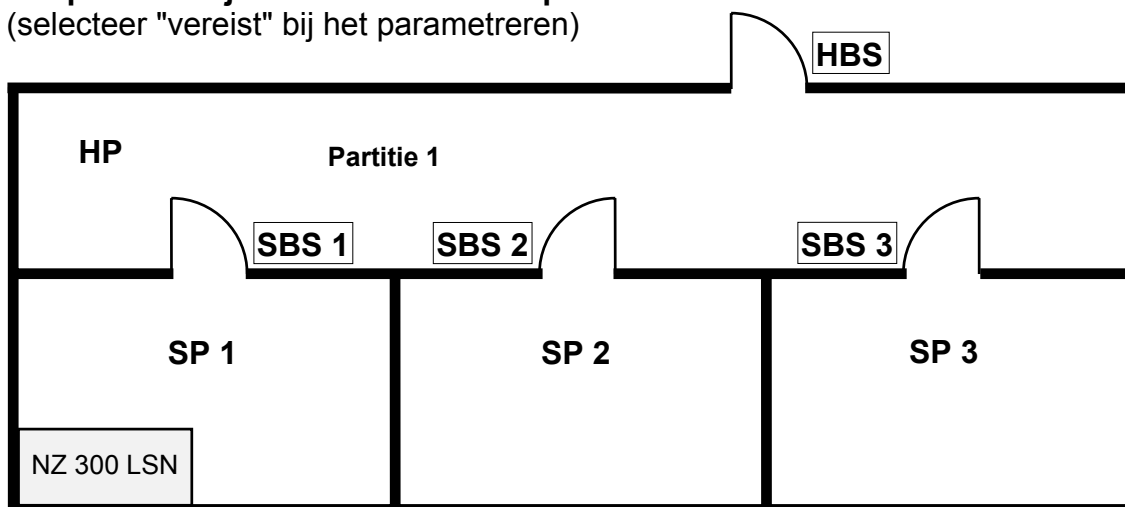 (selecteer "vereist" bij het parametreren)
HBS
HP
Partitie 1
SBS 1
SBS 2
SBS 3
SP 1
SP 2
SP 3
NZ 300 LSN